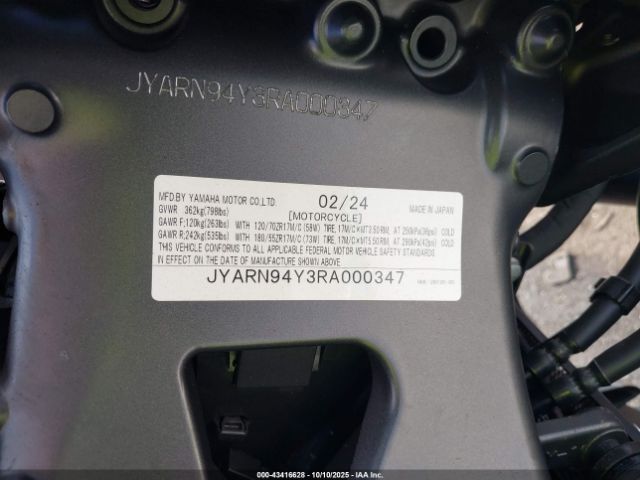 JYARN94Y3RA000347
MFD.BY YAMAHA MOTOR CO.,LTD. 02/24 MADE IN JAPAN
GVWR 362kg(798lbs) [MOTORCYCLE]
GAWR F;120kg(263lbs) WITH 120/70ZR17M/C(58W) TIRE,17M/C×MT3.50RIM, AT 250kPa(36psi) COLD
GAWR R;242kg(535lbs) WITH 180/55ZR17M/C(73W) TIRE,17M/C×MT5.50RIM, AT 290kPa(42psi) COLD
THIS VEHICLE CONFORMS TO ALL APPLICABLE FEDERAL MOTOR VEHICLE SAFETY STANDARDS
IN EFFECT ON THE DATE OF MANUFACTURE SHOWN ABOVE.
JYARN94Y3RA000347
000-43416628 10/10/2025 IAAI.COM